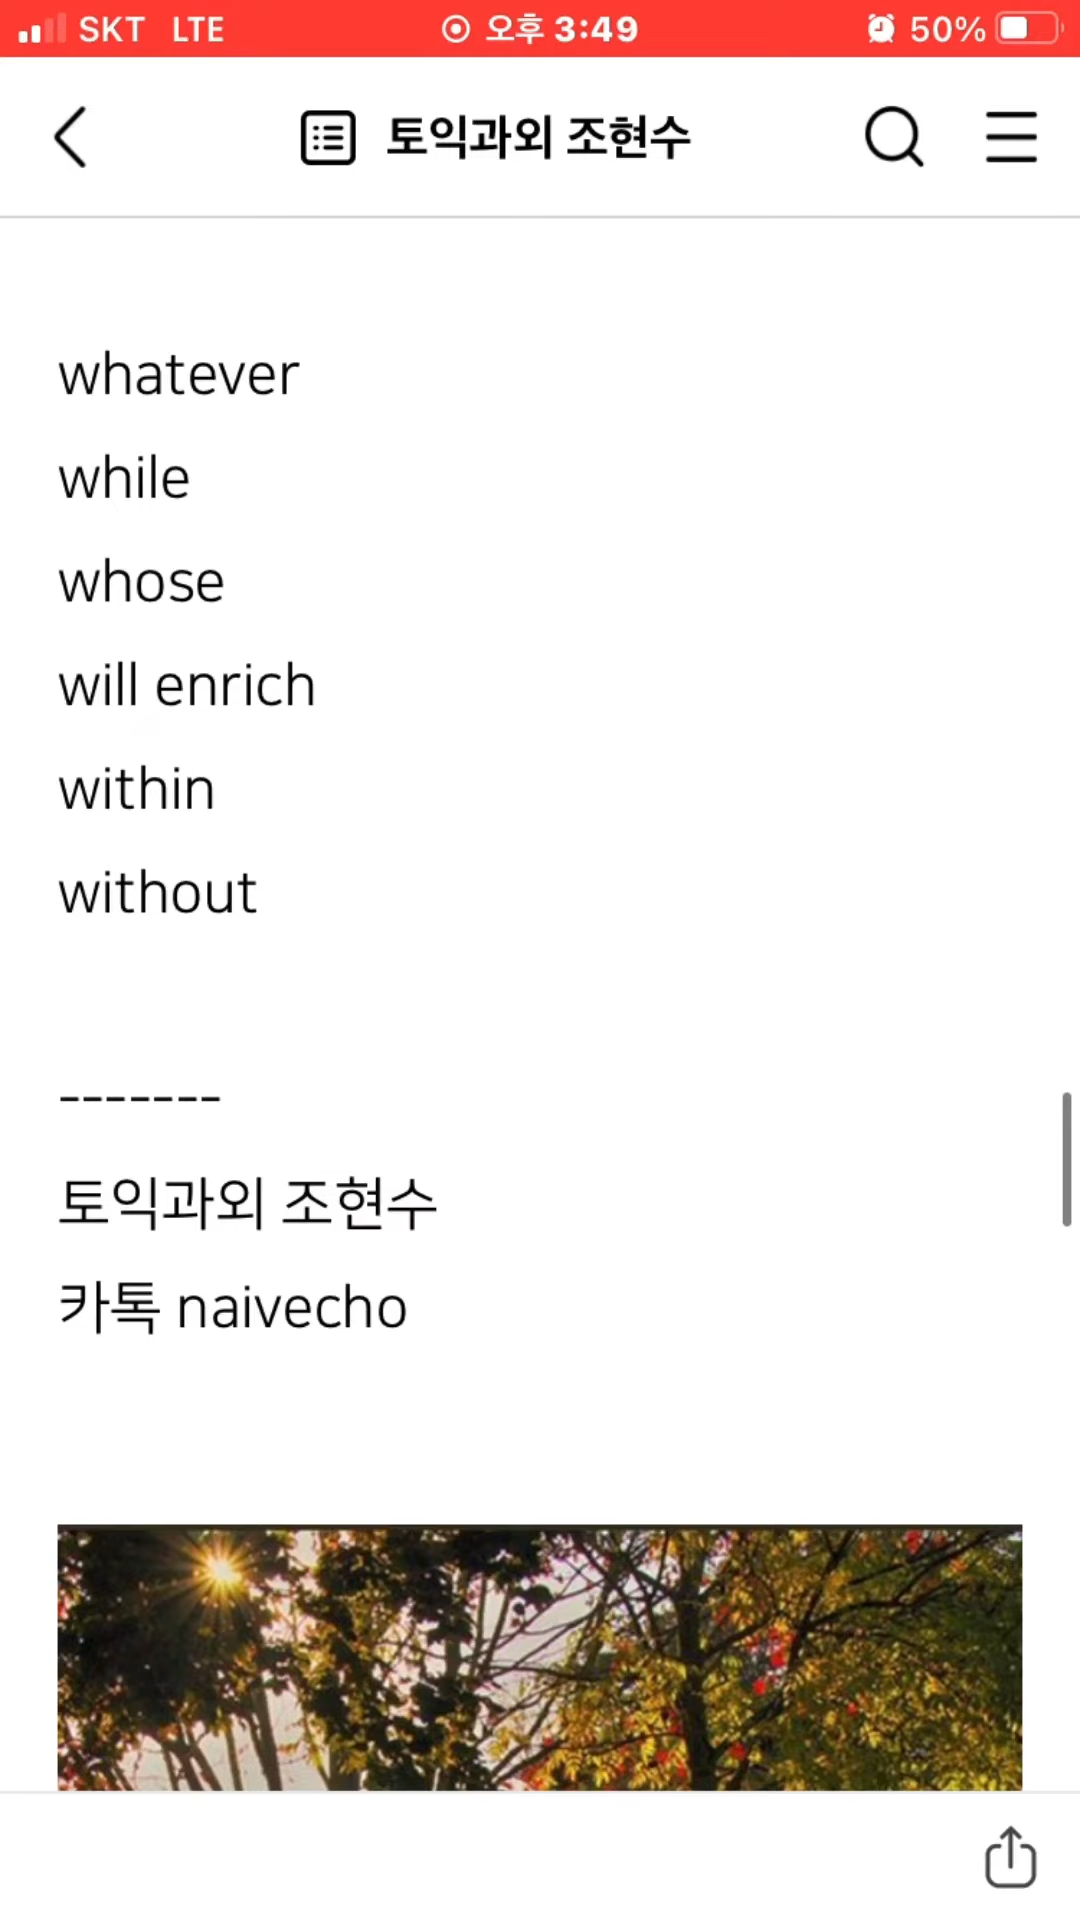 SKT LTE 오후 3:49 50%
토익과외 조현수
whatever
while
whose
will enrich
within
without
-------
토익과외 조현수
카톡 naivecho